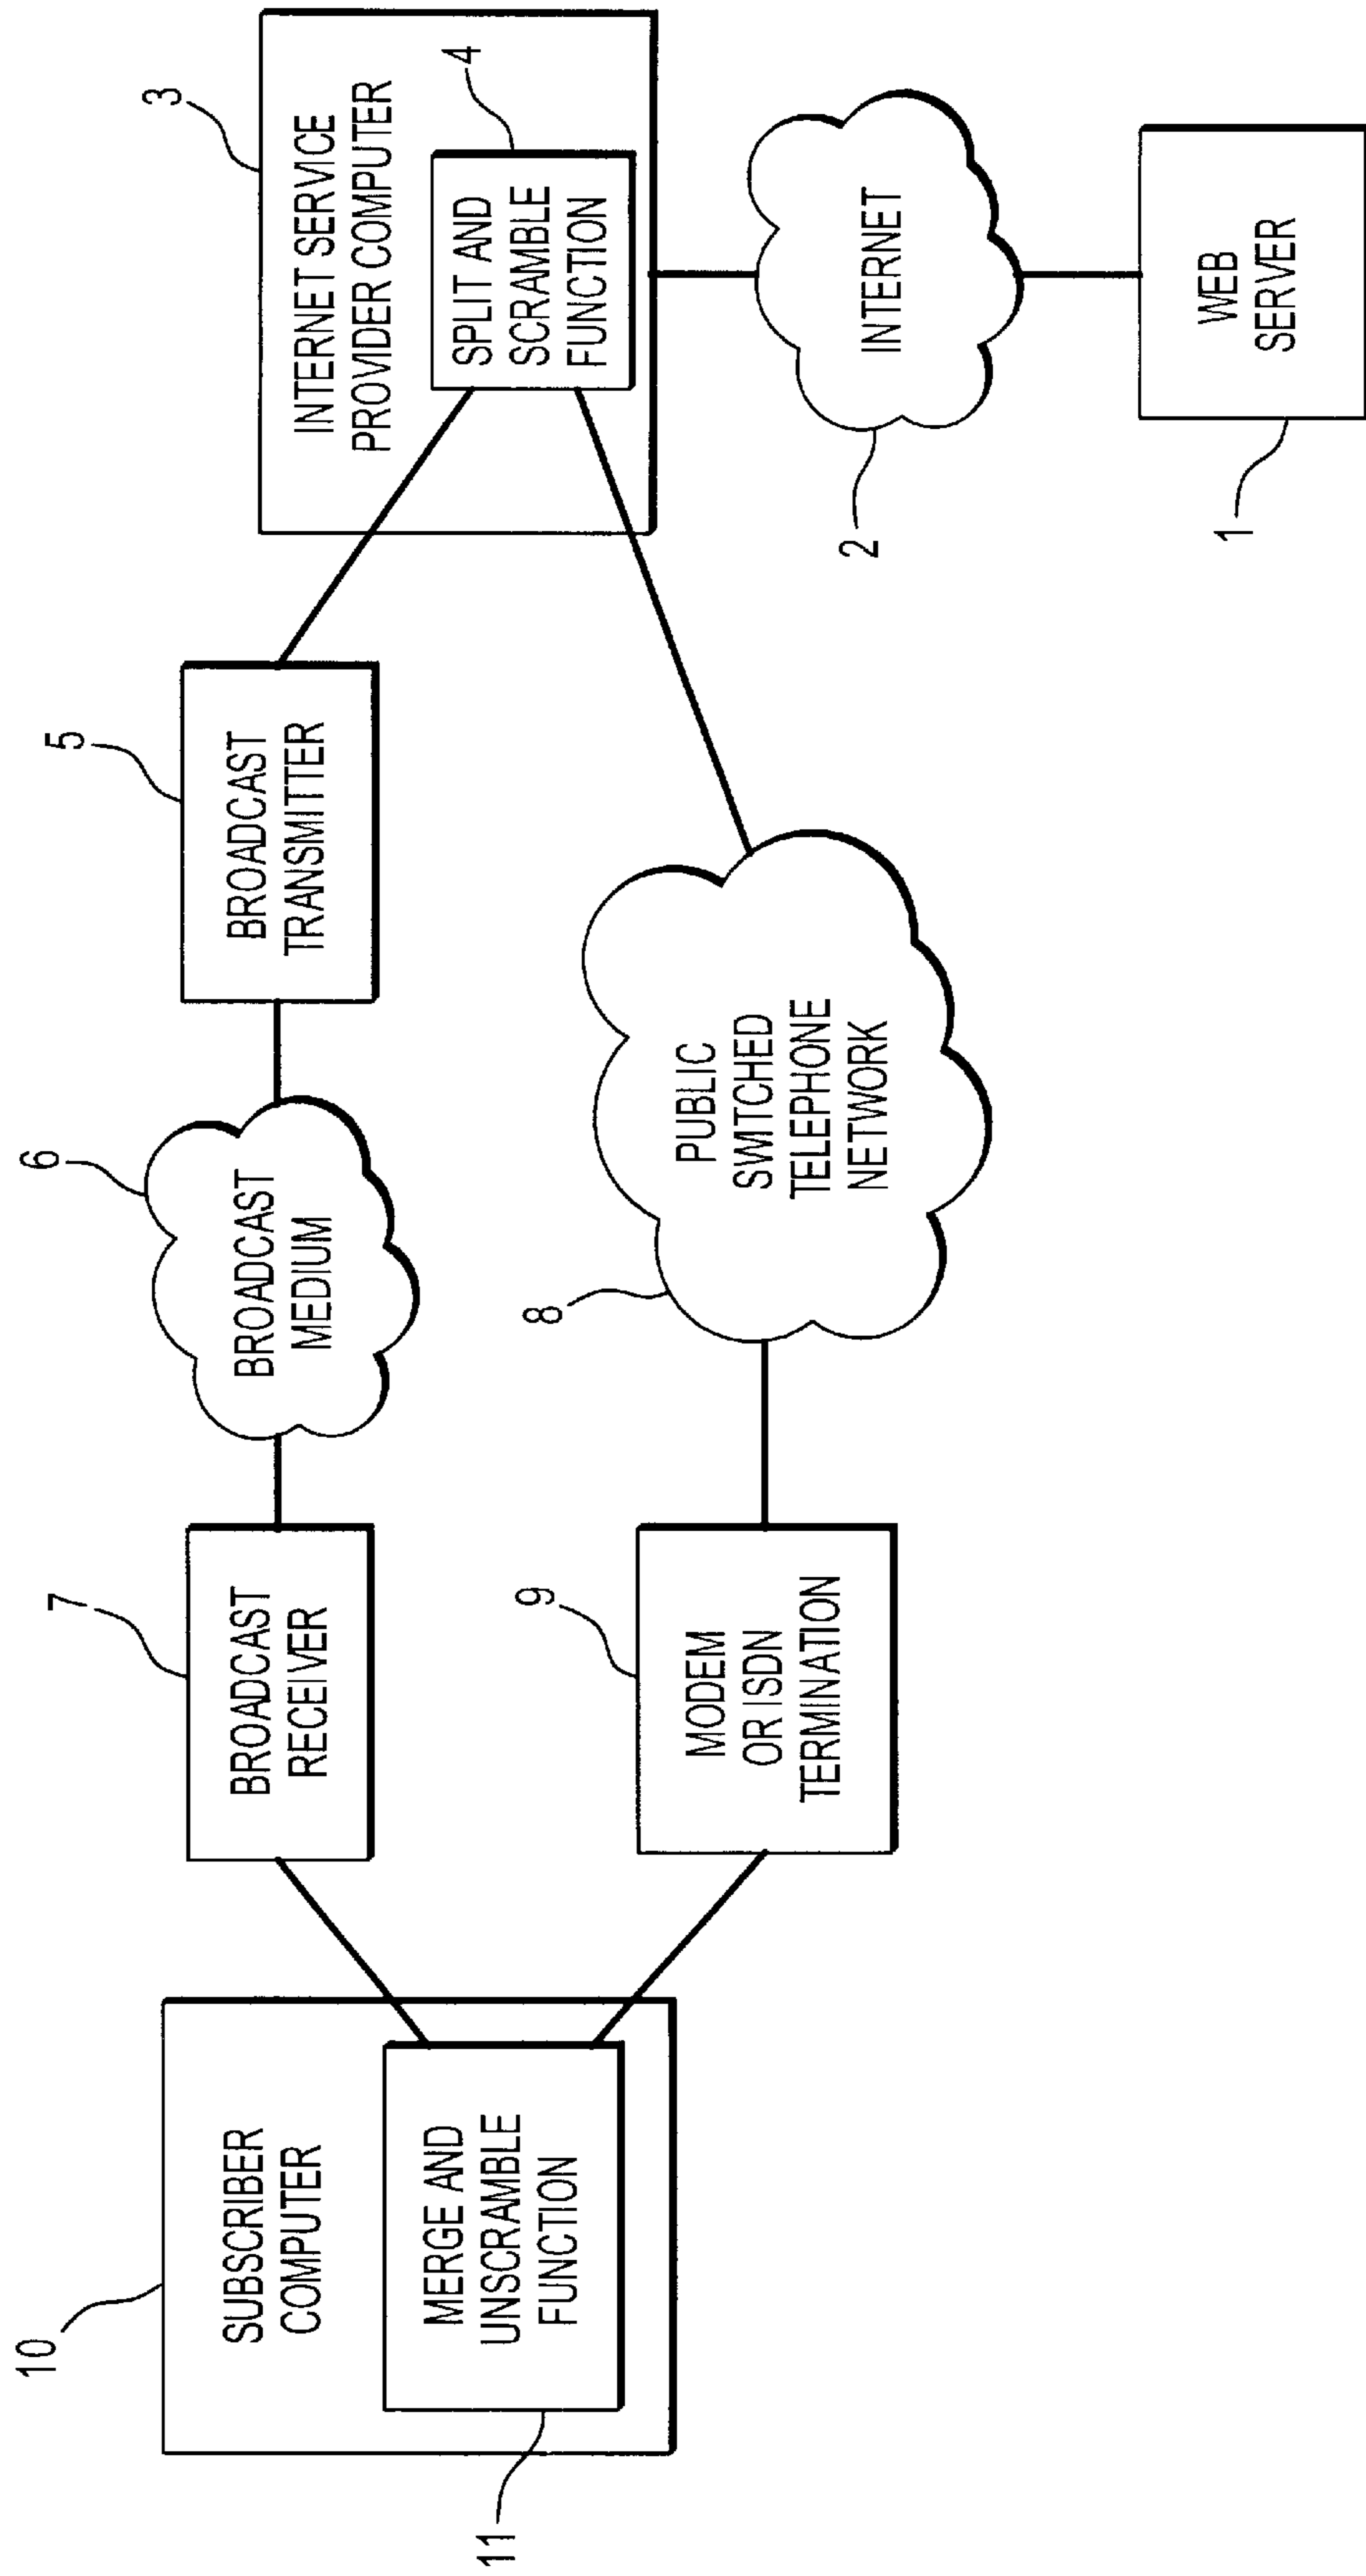 10
SUBSCRIBER
COMPUTER
MERGE AND
UNSCRAMBLE
FUNCTION
11
7
BROADCAST
RECEIVER
6
BROADCAST
MEDIUM
5
BROADCAST
TRANSMITTER
9
MODEM
OR ISDN
TERMINATION
8
PUBLIC
SWITCHED
TELEPHONE
NETWORK
3
INTERNET SERVICE
PROVIDER COMPUTER
4
SPLIT AND
SCRAMBLE
FUNCTION
INTERNET
2
WEB
SERVER
1